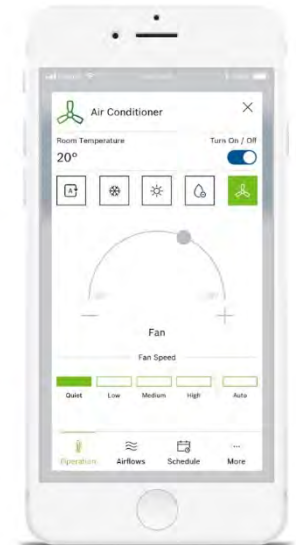 Air Conditioner
Room Temperature Turn On / Off
20°
A
Fan
Fan Speed
Quiet Low Medium High Auto
Operation Airflows Schedule More